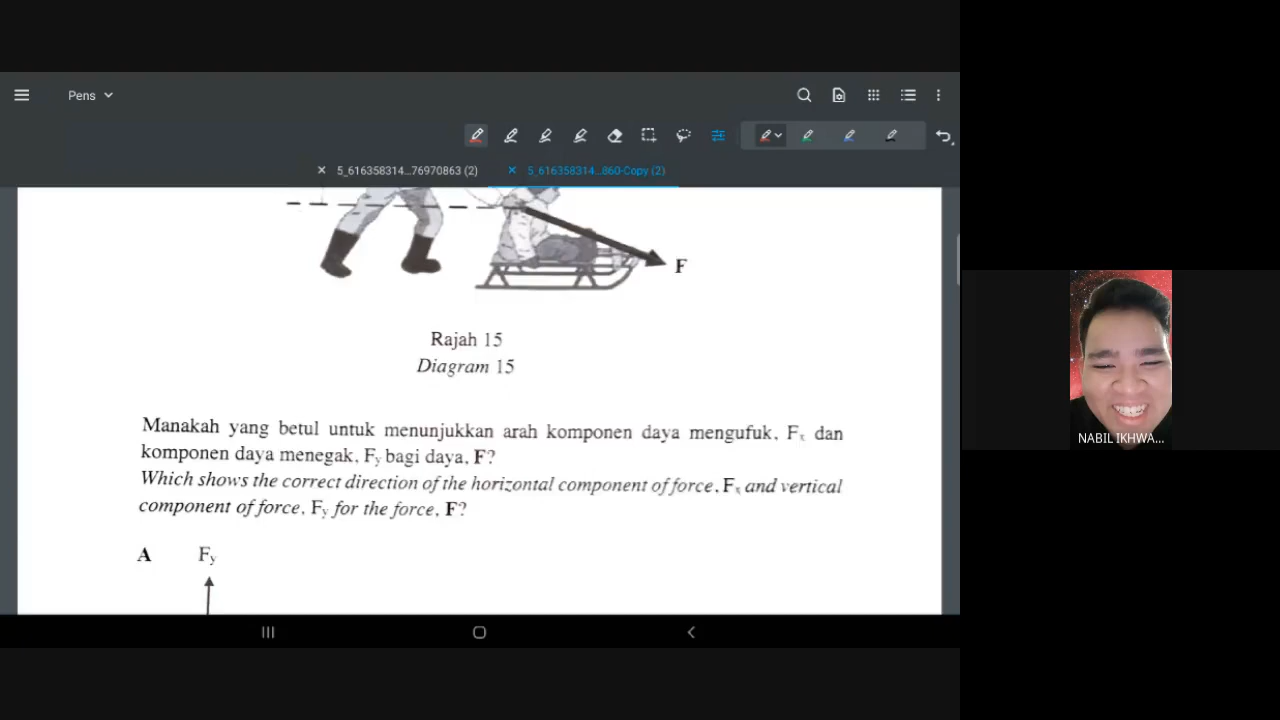 Pens
5_616358314...76970863 (2)
5_616358314...860-Copy (2)
F
Rajah 15
Diagram 15
Manakah yang betul untuk menunjukkan arah komponen daya mengufuk, Fx dan
komponen daya menegak, Fy bagi daya, F?
Which shows the correct direction of the horizontal component of force, Fx and vertical
component of force, Fy for the force, F?
A Fy
NABIL IKHWA...